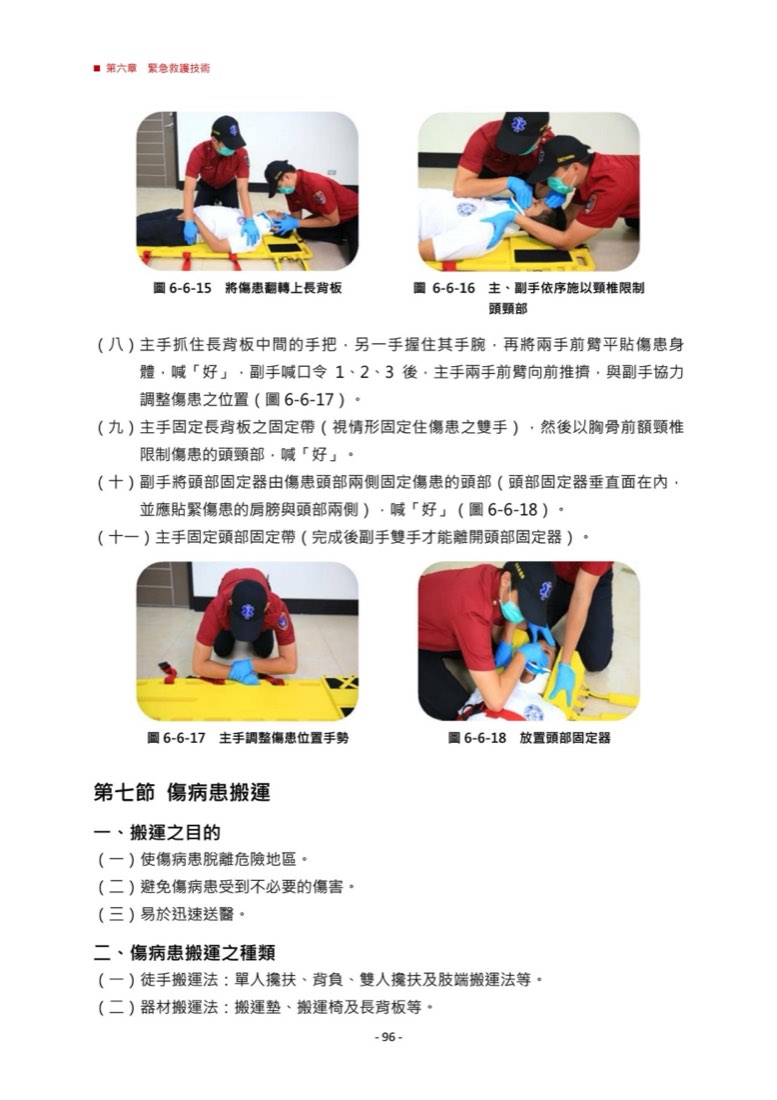 ■ 第六章　緊急救護技術
圖 6-6-15　將傷患翻轉上長背板
圖 6-6-16　主、副手依序施以頸椎限制
頭頸部
（八）主手抓住長背板中間的手把，另一手握住其手腕，再將兩手前臂平貼傷患身
體，喊「好」，副手喊口令 1、2、3 後，主手兩手前臂向前推擠，與副手協力
調整傷患之位置（圖 6-6-17）。
（九）主手固定長背板之固定帶（視情形固定住傷患之雙手），然後以胸骨前額頸椎
限制傷患的頭頸部，喊「好」。
（十）副手將頭部固定器由傷患頭部兩側固定傷患的頭部（頭部固定器垂直面在內，
並應貼緊傷患的肩膀與頭部兩側），喊「好」（圖 6-6-18）。
（十一）主手固定頭部固定帶（完成後副手雙手才能離開頭部固定器）。
圖 6-6-17　主手調整傷患位置手勢
圖 6-6-18　放置頭部固定器
第七節 傷病患搬運
一、搬運之目的
（一）使傷病患脫離危險地區。
（二）避免傷病患受到不必要的傷害。
（三）易於迅速送醫。
二、傷病患搬運之種類
（一）徒手搬運法：單人攙扶、背負、雙人攙扶及肢端搬運法等。
（二）器材搬運法：搬運墊、搬運椅及長背板等。
- 96 -